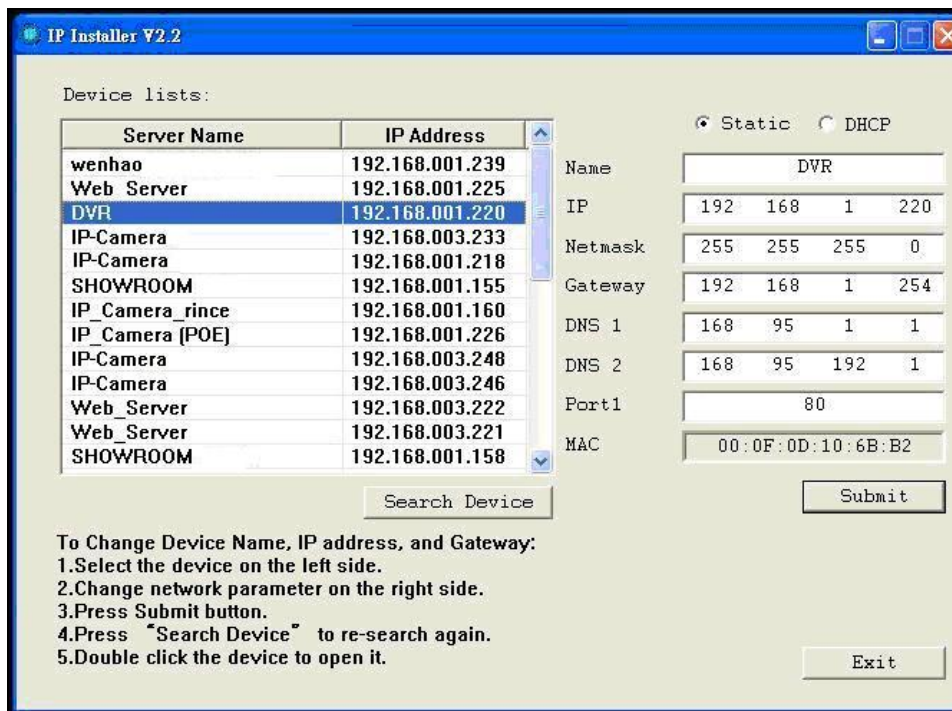 IP Installer V2.2
Device lists:
Server Name IP Address
wenhao 192.168.001.239
Web_Server 192.168.001.225
DVR 192.168.001.220
IP-Camera 192.168.003.233
IP-Camera 192.168.001.218
SHOWROOM 192.168.001.155
IP_Camera_rince 192.168.001.160
IP_Camera (POE) 192.168.001.226
IP-Camera 192.168.003.248
IP-Camera 192.168.003.246
Web_Server 192.168.003.222
Web_Server 192.168.003.221
SHOWROOM 192.168.001.158
Search Device
Static DHCP
Name DVR
IP 192 168 1 220
Netmask 255 255 255 0
Gateway 192 168 1 254
DNS 1 168 95 1 1
DNS 2 168 95 192 1
Port1 80
MAC 00:0F:0D:10:6B:B2
Submit
To Change Device Name, IP address, and Gateway:
1.Select the device on the left side.
2.Change network parameter on the right side.
3.Press Submit button.
4.Press “Search Device” to re-search again.
5.Double click the device to open it.
Exit